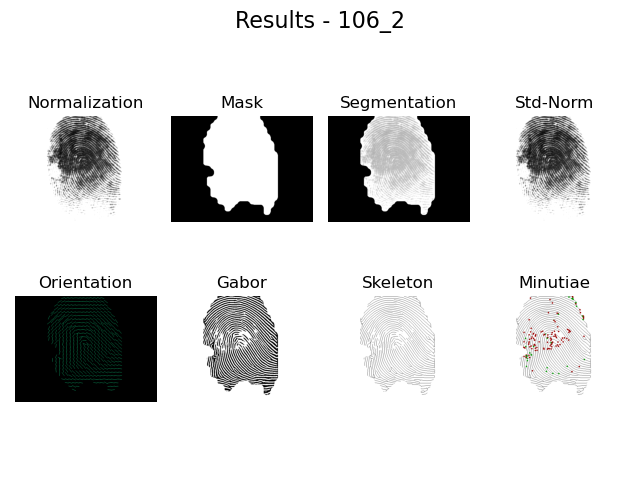 Results - 106_2
Normalization
Mask
Segmentation
Std-Norm
Orientation
Gabor
Skeleton
Minutiae